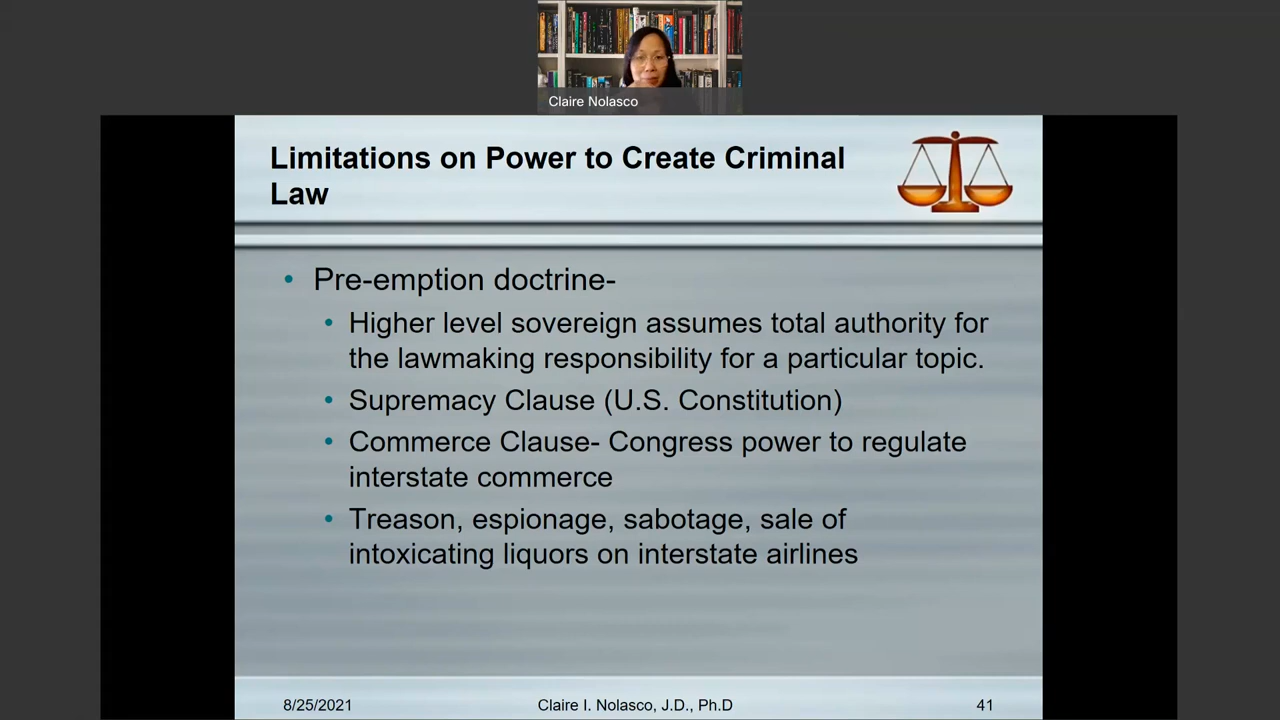 Claire Nolasco
Limitations on Power to Create Criminal
Law
• Pre-emption doctrine-
• Higher level sovereign assumes total authority for
the lawmaking responsibility for a particular topic.
• Supremacy Clause (U.S. Constitution)
• Commerce Clause- Congress power to regulate
interstate commerce
• Treason, espionage, sabotage, sale of
intoxicating liquors on interstate airlines
8/25/2021
Claire I. Nolasco, J.D., Ph.D
41